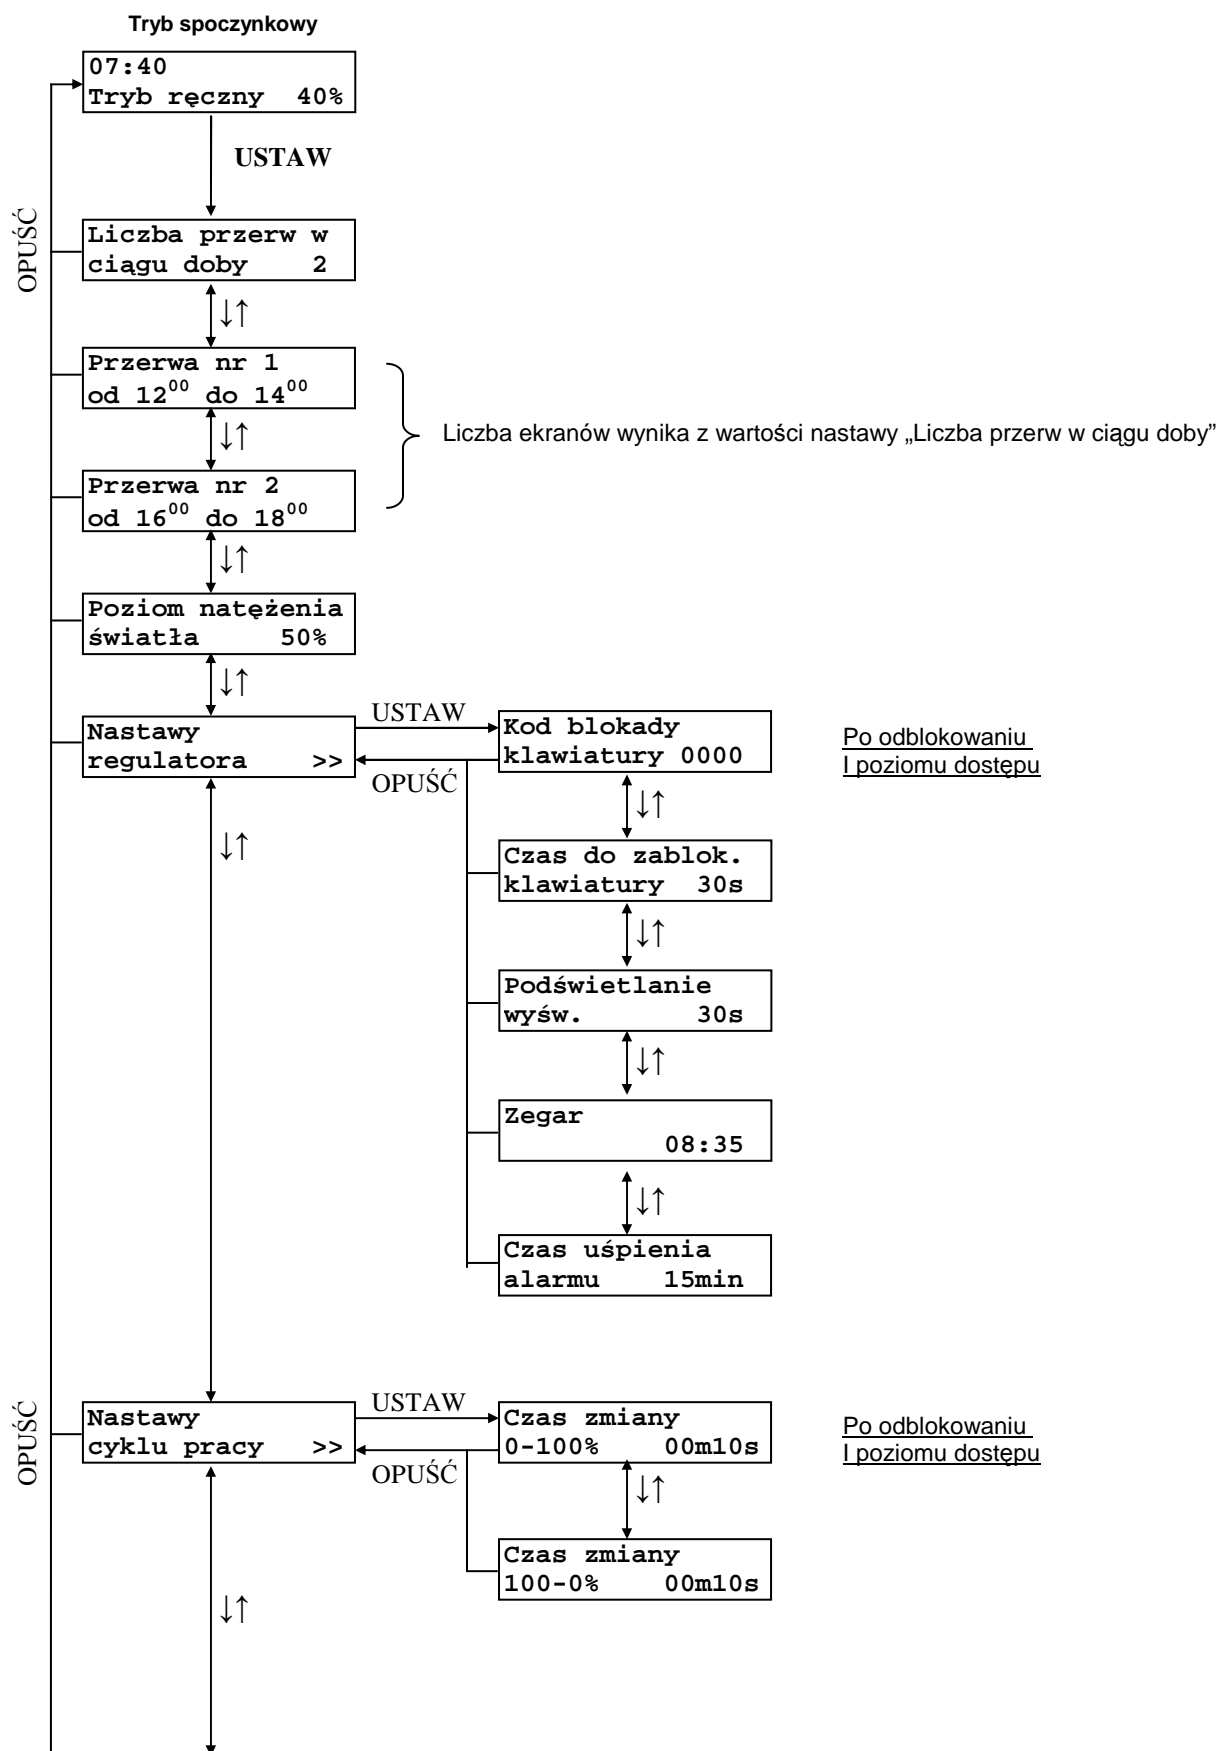 Tryb spoczynkowy
07:40
Tryb ręczny 40%
USTAW
OPUŚĆ
Liczba przerw w
ciągu doby 2
↓↑
Przerwa nr 1
od 12⁰⁰ do 14⁰⁰
↓↑
Liczba ekranów wynika z wartości nastawy „Liczba przerw w ciągu doby”
Przerwa nr 2
od 16⁰⁰ do 18⁰⁰
↓↑
Poziom natężenia
światła 50%
↓↑
Nastawy
regulatora >>
USTAW
OPUŚĆ
Kod blokady
klawiatury 0000
Po odblokowaniu
I poziomu dostępu
↓↑
↓↑
Czas do zablok.
klawiatury 30s
↓↑
Podświetlanie
wyśw. 30s
↓↑
Zegar
08:35
↓↑
Czas uśpienia
alarmu 15min
OPUŚĆ
Nastawy
cyklu pracy >>
USTAW
OPUŚĆ
Czas zmiany
0-100% 00m10s
Po odblokowaniu
I poziomu dostępu
↓↑
Czas zmiany
100-0% 00m10s
↓↑